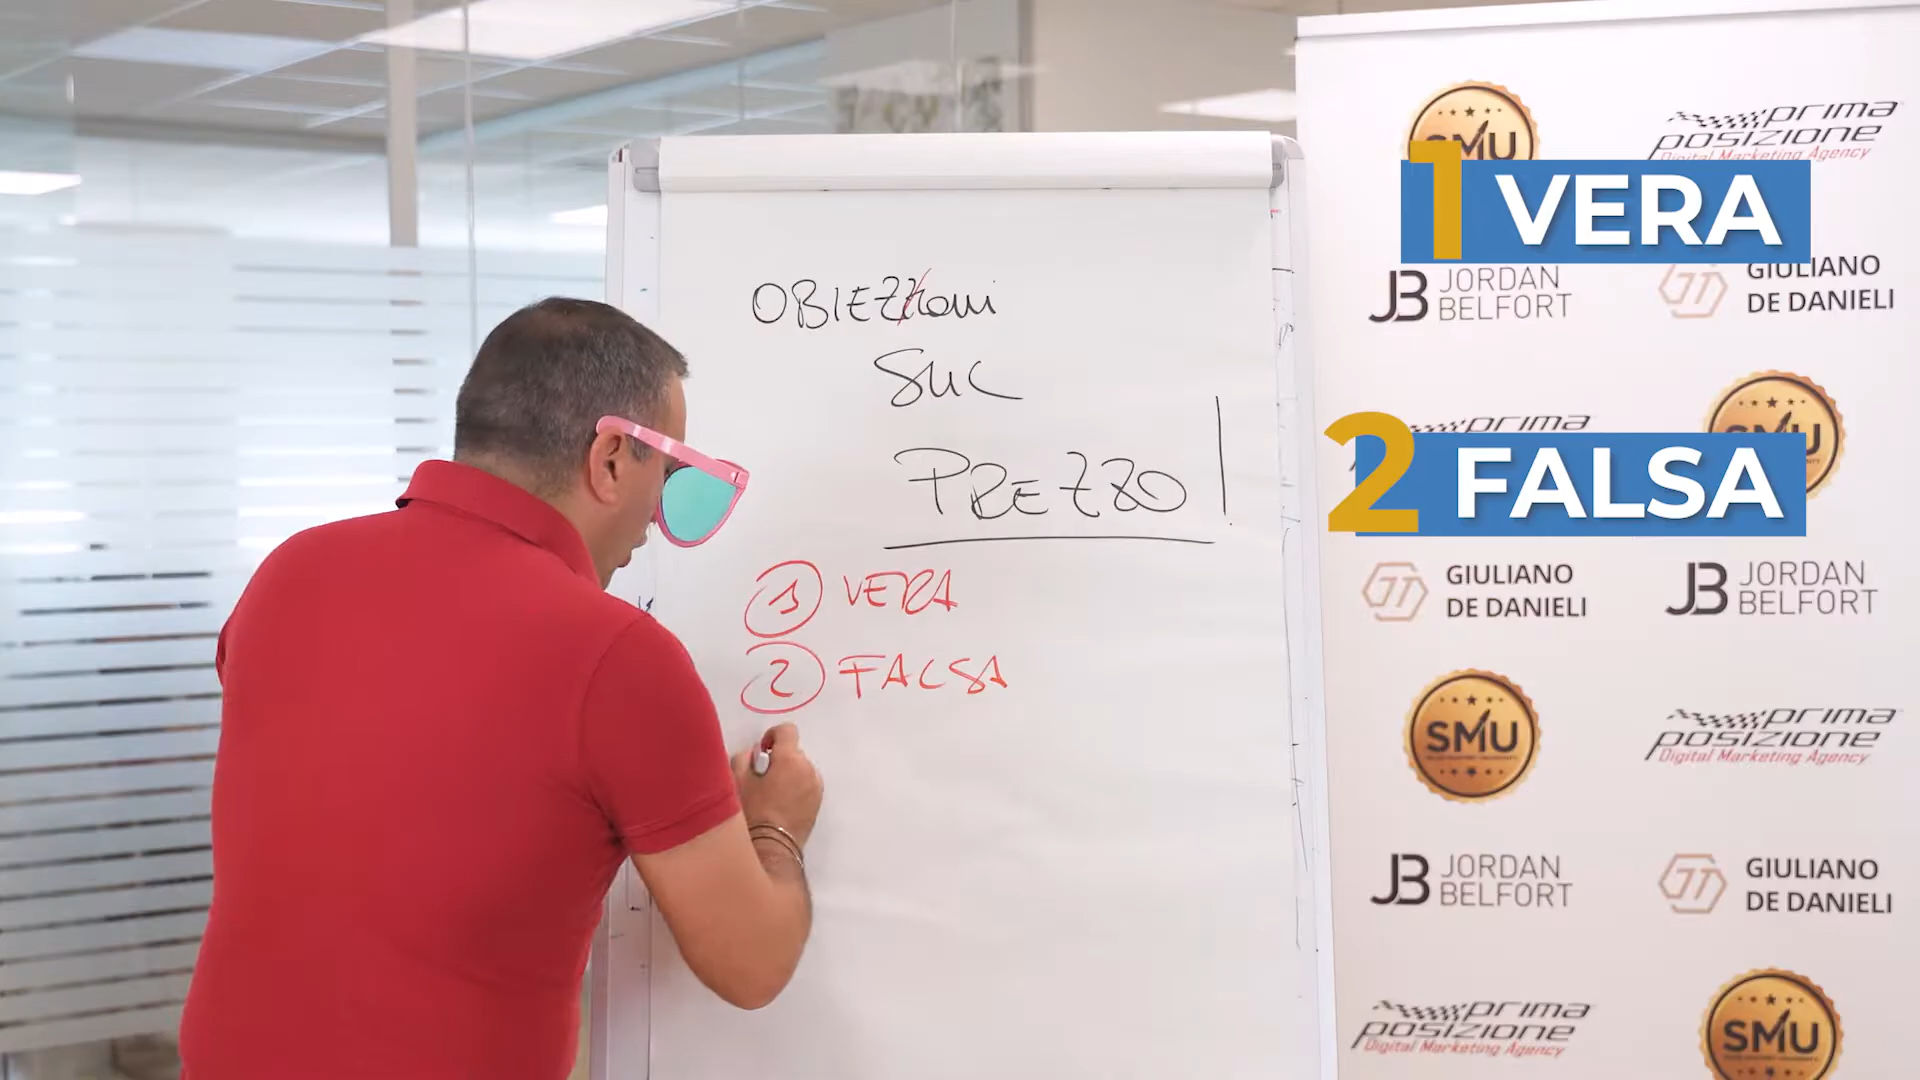 OBIEZZIONI
SUL
PREZZO!
1 VERA
2 FALSA
1 VERA
2 FALSA
SMU
prima
posizione
Digital Marketing Agency
JB JORDAN
BELFORT
GIULIANO
DE DANIELI
prima
SMU
GIULIANO
DE DANIELI
JB JORDAN
BELFORT
SMU
prima
posizione
Digital Marketing Agency
JB JORDAN
BELFORT
GIULIANO
DE DANIELI
prima
posizione
Digital Marketing Agency
SMU